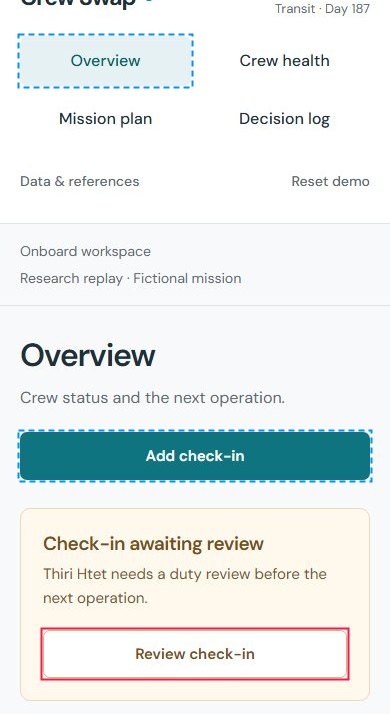 Crew Swap
Transit · Day 187
Overview
Crew health
Mission plan
Decision log
Data & references
Reset demo
Onboard workspace
Research replay · Fictional mission
Overview
Crew status and the next operation.
Add check-in
Check-in awaiting review
Thiri Htet needs a duty review before the
next operation.
Review check-in